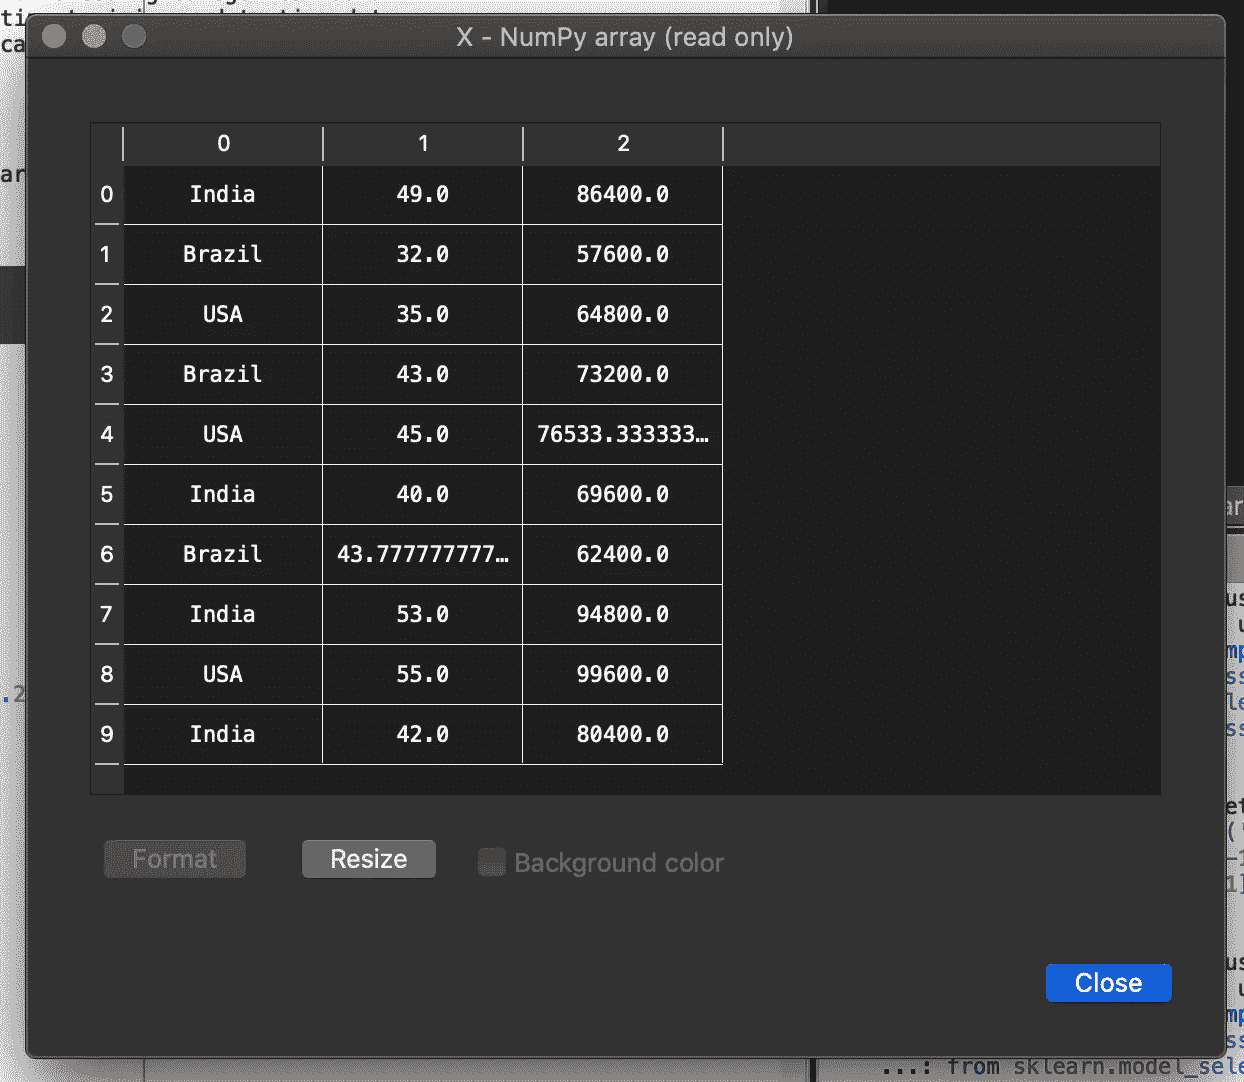 X - NumPy array (read only)
0 1 2
0 India 49.0 86400.0
1 Brazil 32.0 57600.0
2 USA 35.0 64800.0
3 Brazil 43.0 73200.0
4 USA 45.0 76533.333333…
5 India 40.0 69600.0
6 Brazil 43.777777777… 62400.0
7 India 53.0 94800.0
8 USA 55.0 99600.0
9 India 42.0 80400.0
Format Resize Background color
Close
...: from sklearn.model_sele